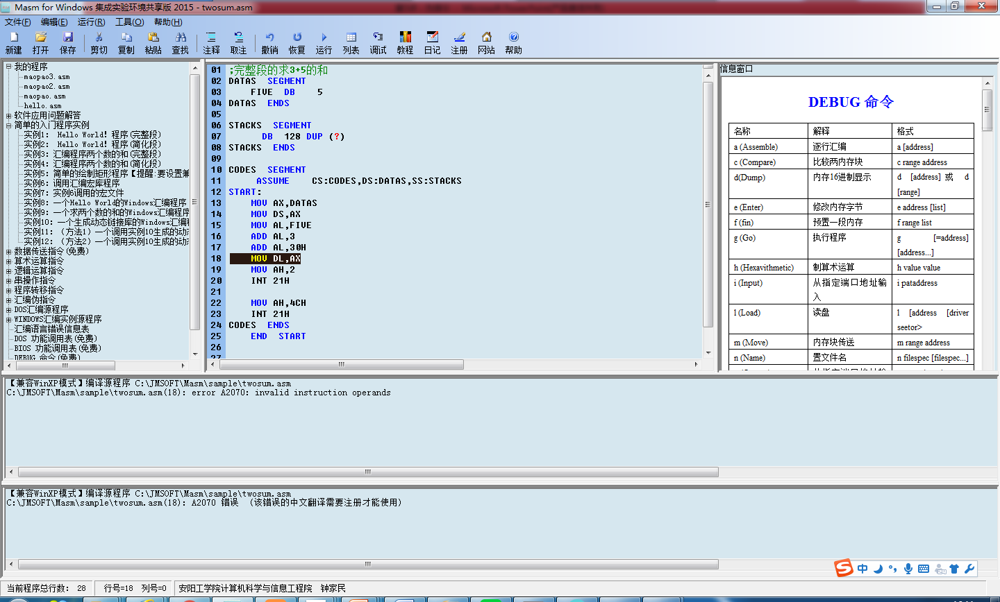 Masm for Windows 集成实验环境共享版 2015 - twosum.asm
文件(F) 编辑(E) 运行(R) 工具(O) 帮助(H)
新建 打开 保存 剪切 复制 粘贴 查找 注释 取注 撤销 恢复 运行 列表 调试 教程 日记 注册 网站 帮助
我的程序
maopao3.asm
maopao2.asm
maopao.asm
hello.asm
软件应用问题解答
简单的入门程序实例
实例1: Hello World! 程序(完整段)
实例2: Hello World! 程序(简化段)
实例3: 汇编程序两个数的和(完整段)
实例4: 汇编程序两个数的和(简化段)
实例5: 简单的绘制矩形程序【提醒:要设置兼
实例6: 调用汇编宏库程序
实例7: 实例6调用的宏文件
实例8: 一个Hello World的Windows汇编程序
实例9: 一个求两个数的和的Windows汇编程序
实例10: 一个生成动态链接库的Windows汇编程
实例11: (方法1) 一个调用实例10生成的动态
实例12: (方法2) 一个调用实例10生成的动态
数据传送指令(免费)
算术运算指令
逻辑运算指令
串操作指令
程序转移指令
汇编伪指令
DOS汇编源程序
WINDOWS汇编实例源程序
汇编语言错误信息表
DOS 功能调用表(免费)
BIOS 功能调用表(免费)
DEBUG 命令(免费)
01 ;完整段的求3+5的和
02 DATAS SEGMENT
03 FIVE DB 5
04 DATAS ENDS
05
06 STACKS SEGMENT
07 DB 128 DUP (?)
08 STACKS ENDS
09
10 CODES SEGMENT
11 ASSUME CS:CODES,DS:DATAS,SS:STACKS
12 START:
13 MOV AX,DATAS
14 MOV DS,AX
15 MOV AL,FIVE
16 ADD AL,3
17 ADD AL,30H
18 MOV DL,AX
19 MOV AH,2
20 INT 21H
21
22 MOV AH,4CH
23 INT 21H
24 CODES ENDS
25 END START
26
27
信息窗口
DEBUG 命令
名称 解释 格式
a (Assemble) 逐行汇编 a [address]
c (Compare) 比较两内存块 c range address
d(Dump) 内存16进制显示 d [address] 或 d
[range]
e (Enter) 修改内存字节 e address [list]
f (fin) 预置一段内存 f range list
g (Go) 执行程序 g [=address]
[address...]
h (Hexavithmetic) 制算术运算 h value value
i (Input) 从指定端口地址输 i pataddress
入
l (Load) 读盘 l [address [driver
seetor>
m (Move) 内存块传送 m range address
n (Name) 置文件名 n filespec [filespec...]
【兼容WinXP模式】编译源程序 C:\JMSOFT\Masm\sample\twosum.asm
C:\JMSOFT\Masm\sample\twosum.asm(18): error A2070: invalid instruction operands
【兼容WinXP模式】编译源程序 C:\JMSOFT\Masm\sample\twosum.asm
C:\JMSOFT\Masm\sample\twosum.asm(18): A2070 错误 (该错误的中文翻译需要注册才能使用)
中
当前程序总行数: 28 行号=18 列号=0 安阳工学院计算机科学与信息工程院 钟家民